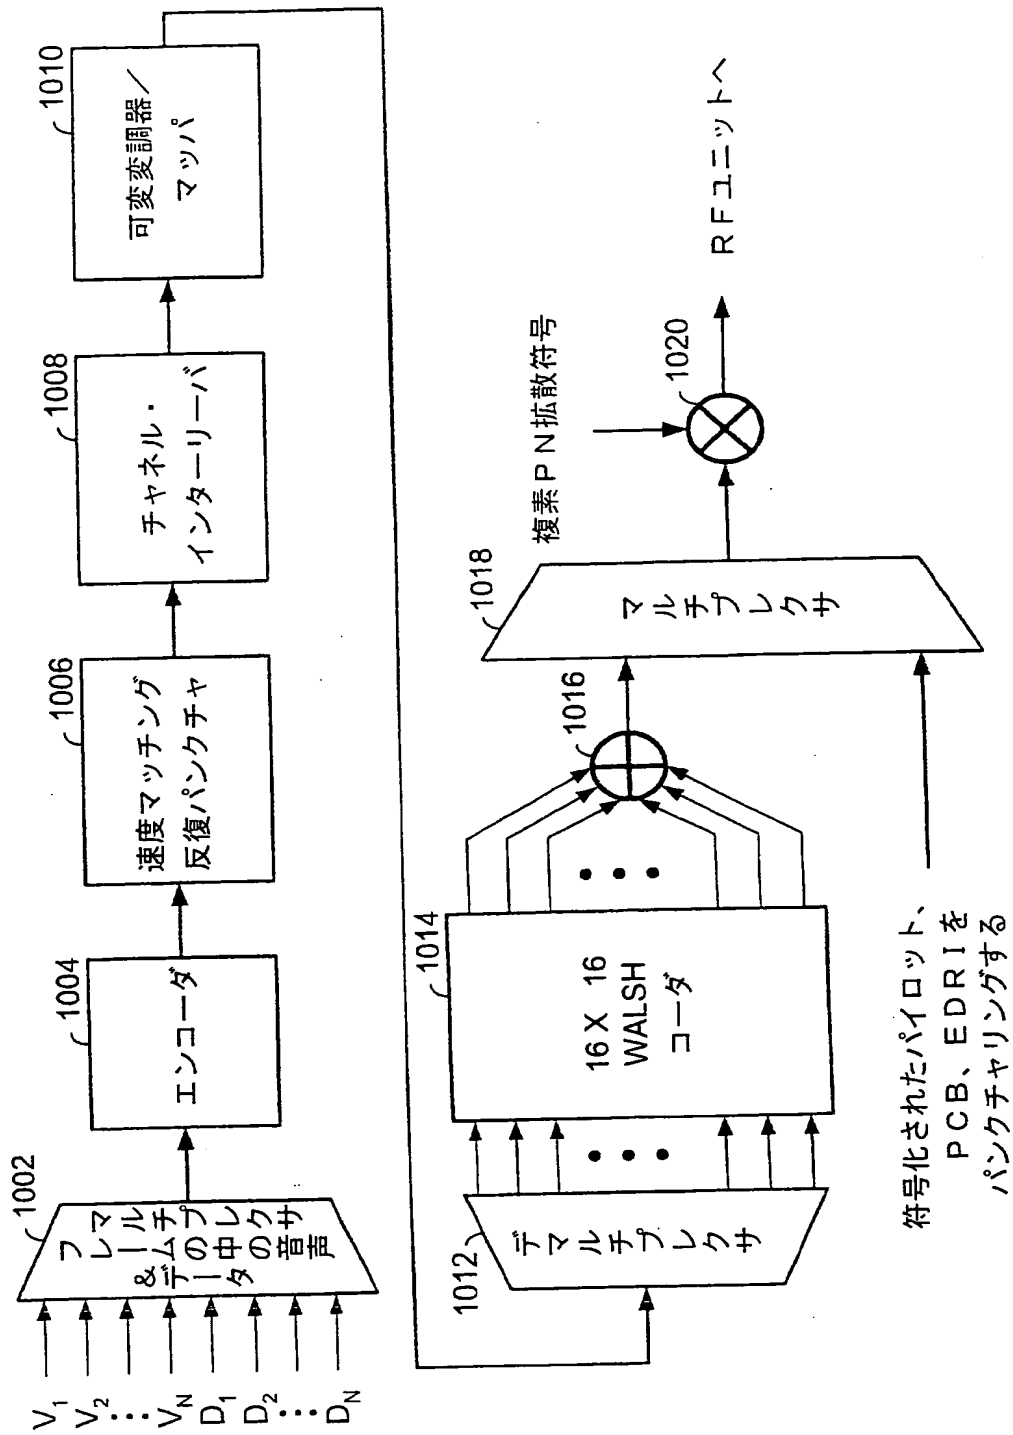 V1
V2
VN
D1
D2
DN
1002
マルチプレクサ
フレームの中の音声
&データ
1004
エンコーダ
1006
速度マッチング
反復パンクチャ
1008
チャネル・
インターリーバ
1010
可変変調器/
マッパ
1012
デマルチプレクサ
1014
16X 16
WALSH
コーダ
1016
1018
マルチプレクサ
符号化されたパイロット、
PCB、EDRIを
パンクチャリングする
複素PN拡散符号
1020
RFユニットへ